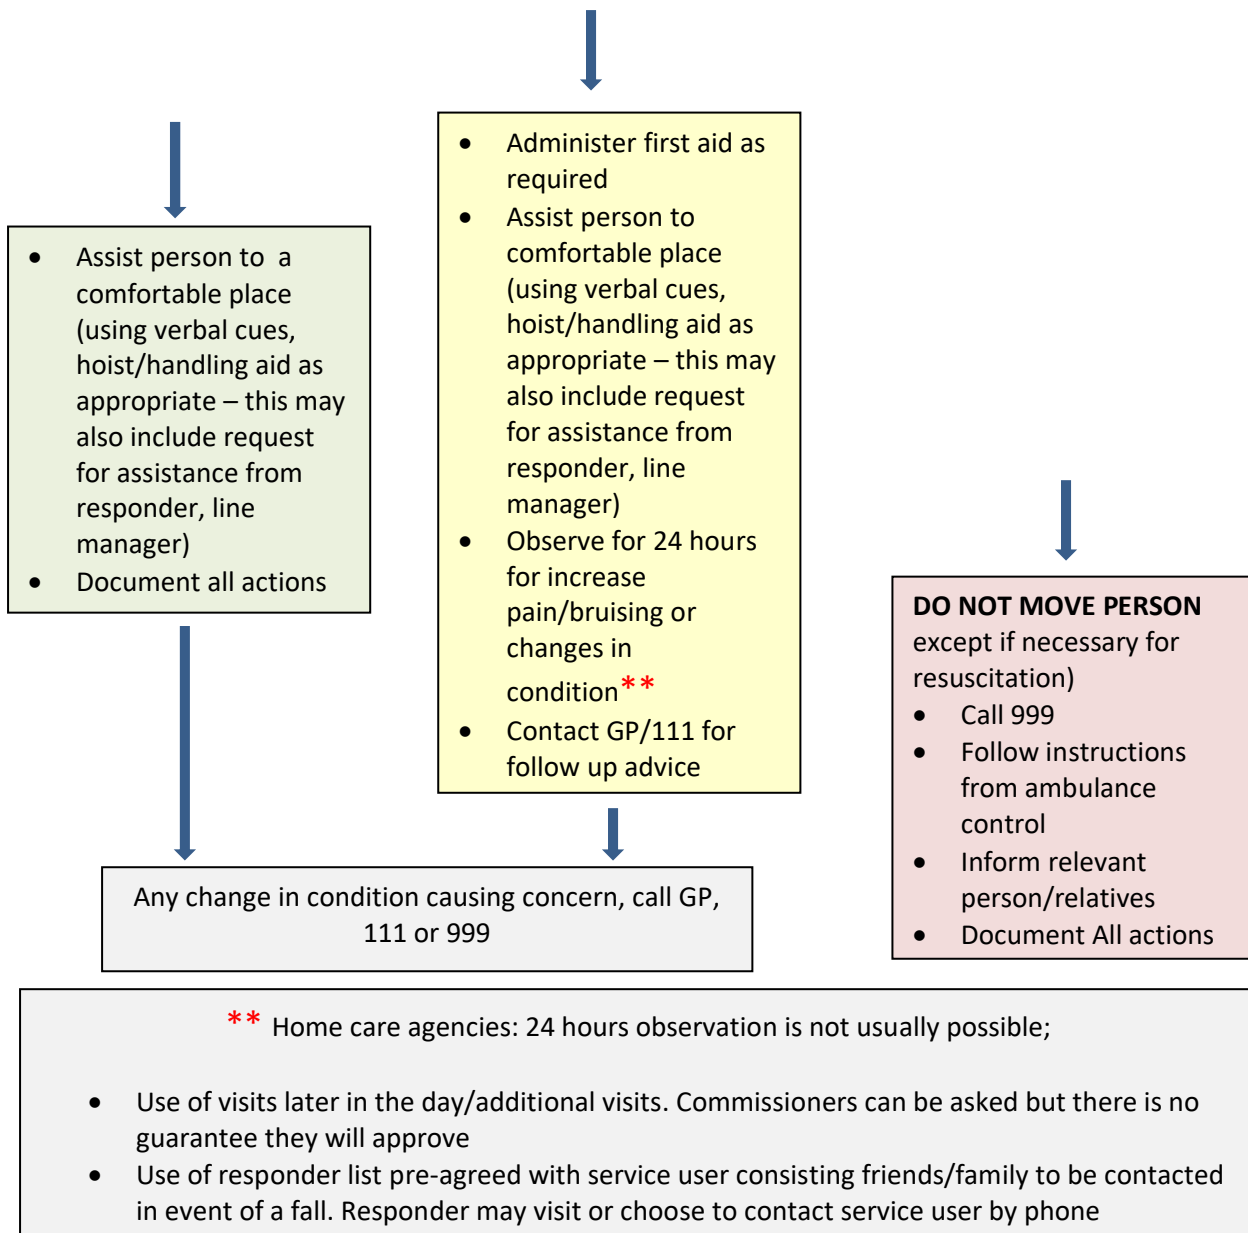 • Assist person to a
comfortable place
(using verbal cues,
hoist/handling aid as
appropriate – this may
also include request
for assistance from
responder, line
manager)
• Document all actions
• Administer first aid as
required
• Assist person to
comfortable place
(using verbal cues,
hoist/handling aid as
appropriate – this may
also include request
for assistance from
responder, line
manager)
• Observe for 24 hours
for increase
pain/bruising or
changes in
condition**
• Contact GP/111 for
follow up advice
DO NOT MOVE PERSON
except if necessary for
resuscitation)
• Call 999
• Follow instructions
from ambulance
control
• Inform relevant
person/relatives
• Document All actions
Any change in condition causing concern, call GP,
111 or 999
** Home care agencies: 24 hours observation is not usually possible;
• Use of visits later in the day/additional visits. Commissioners can be asked but there is no
guarantee they will approve
• Use of responder list pre-agreed with service user consisting friends/family to be contacted
in event of a fall. Responder may visit or choose to contact service user by phone